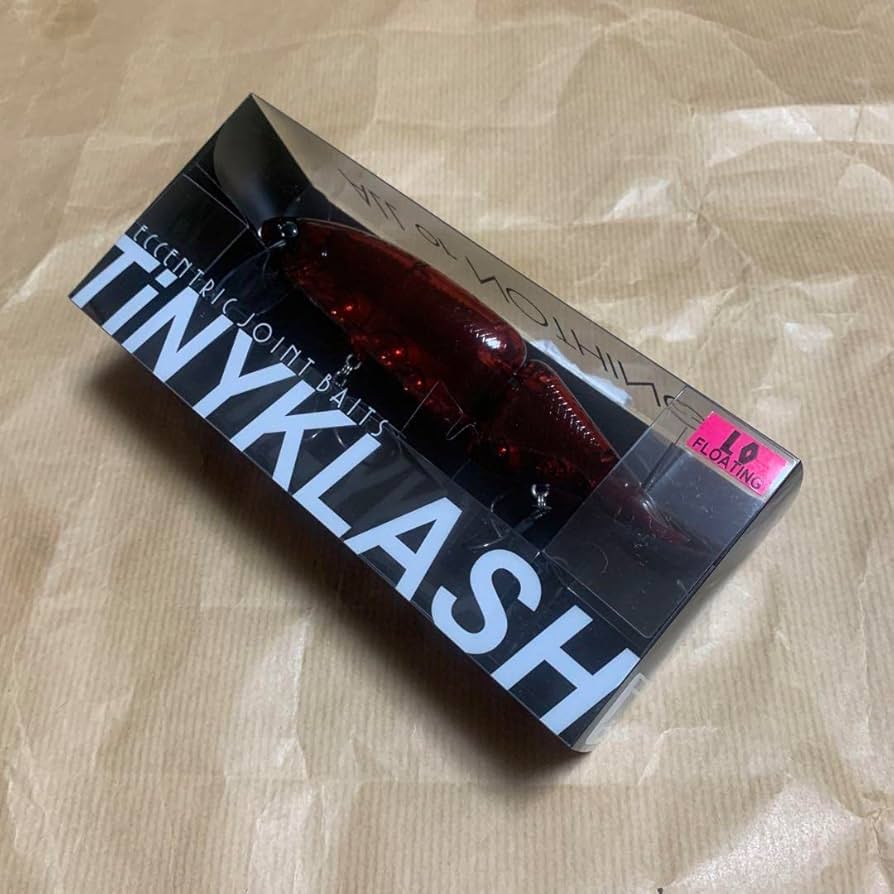 ECCENTRIC JOINT BAITS
TiNYKLASH
LO
FLOATING